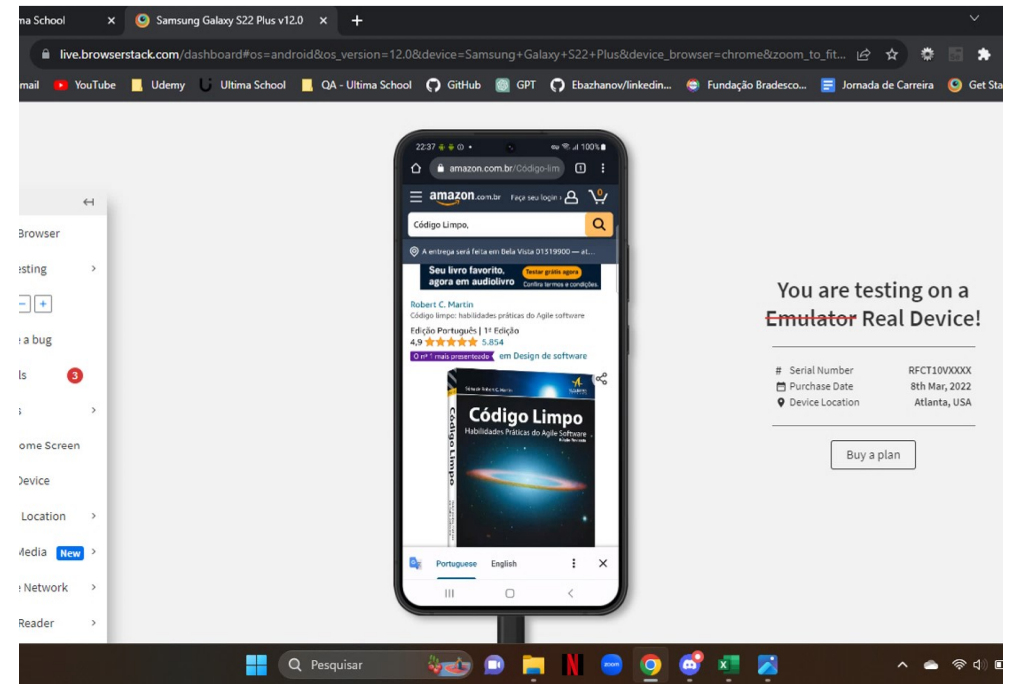 ma School
Samsung Galaxy S22 Plus v12.0
live.browserstack.com/dashboard#os=android&os_version=12.0&device=Samsung+Galaxy+S22+Plus&device_browser=chrome&zoom_to_fit...
mail YouTube Udemy Ultima School QA - Ultima School GitHub GPT Ebazhanov/linkedin... Fundação Bradesco... Jornada de Carreira Get Sta
Browser
esting
e a bug
ls 3
s
ome Screen
Device
Location
Media New
Network
Reader
22:37 100%
amazon.com.br/Código-lim 1
amazon.com.br Faça seu login › 0
Código Limpo,
A entrega será feita em Bela Vista 01319900 — at...
Seu livro favorito,
agora em audiolivro
Testar grátis agora
Confira termos e condições.
Robert C. Martin
Código limpo: habilidades práticas do Agile software
Edição Português | 1ª Edição
4,9 5.854
O nº 1 mais presenteado em Design de software
Código Limpo
Habilidades Práticas do Agile Software
Código Limpo
Portuguese English
You are testing on a
Emulator Real Device!
# Serial Number RFCT10VXXXX
Purchase Date 8th Mar, 2022
Device Location Atlanta, USA
Buy a plan
Pesquisar
zoom